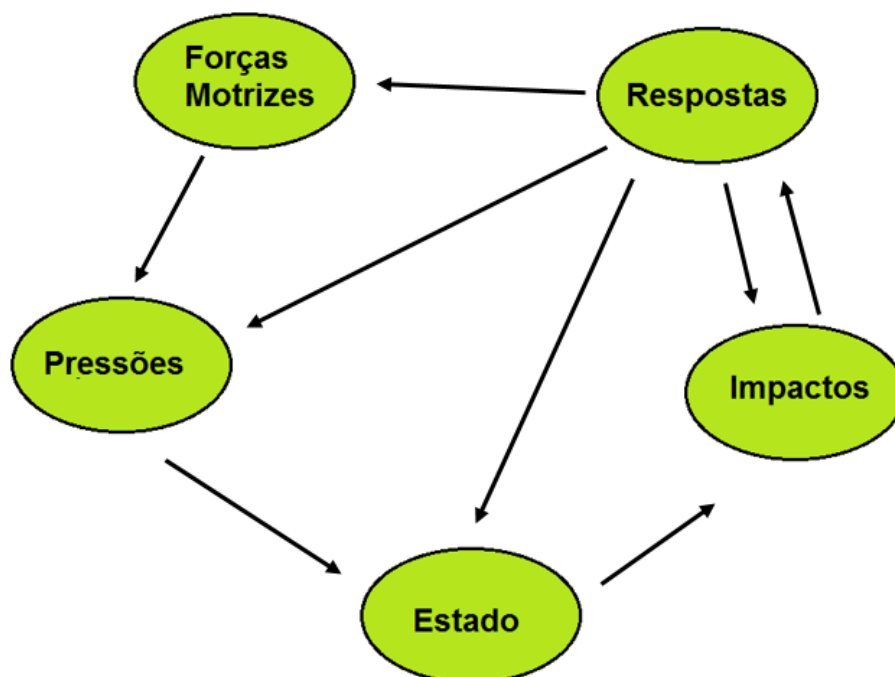 Forças
Motrizes
Respostas
Pressões
Impactos
Estado